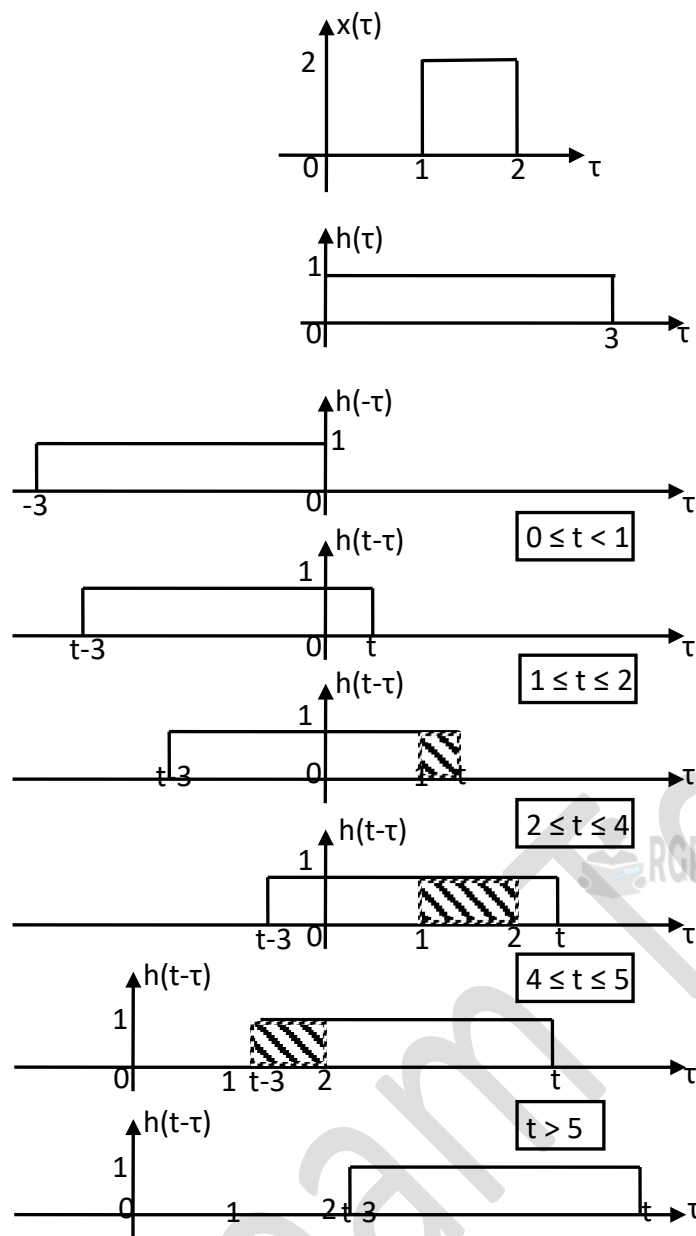 x(τ)
2
0 1 2 τ
h(τ)
1
0 3 τ
h(-τ)
1
-3 0 τ
0 ≤ t < 1
h(t-τ)
1
t-3 0 t τ
1 ≤ t ≤ 2
h(t-τ)
1
t-3 0 1 t τ
2 ≤ t ≤ 4
h(t-τ)
1
t-3 0 1 2 t τ
4 ≤ t ≤ 5
h(t-τ)
1
0 1 t-3 2 t τ
t > 5
h(t-τ)
1
0 1 2 t-3 t τ